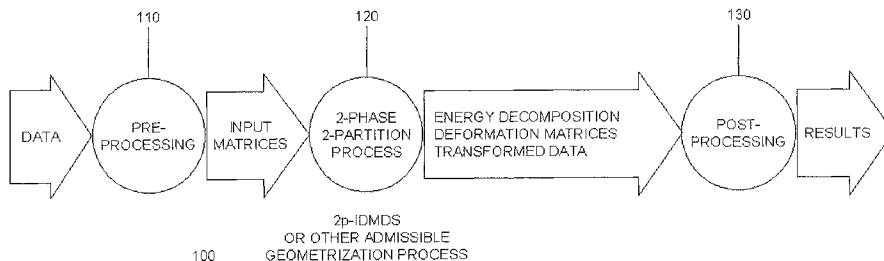 110
120
130
DATA
PRE-
PROCESSING
INPUT
MATRICES
2-PHASE
2-PARTITION
PROCESS
ENERGY DECOMPOSITION
DEFORMATION MATRICES
TRANSFORMED DATA
POST-
PROCESSING
RESULTS
2p-IDMDS
OR OTHER ADMISSIBLE
GEOMETRIZATION PROCESS
100